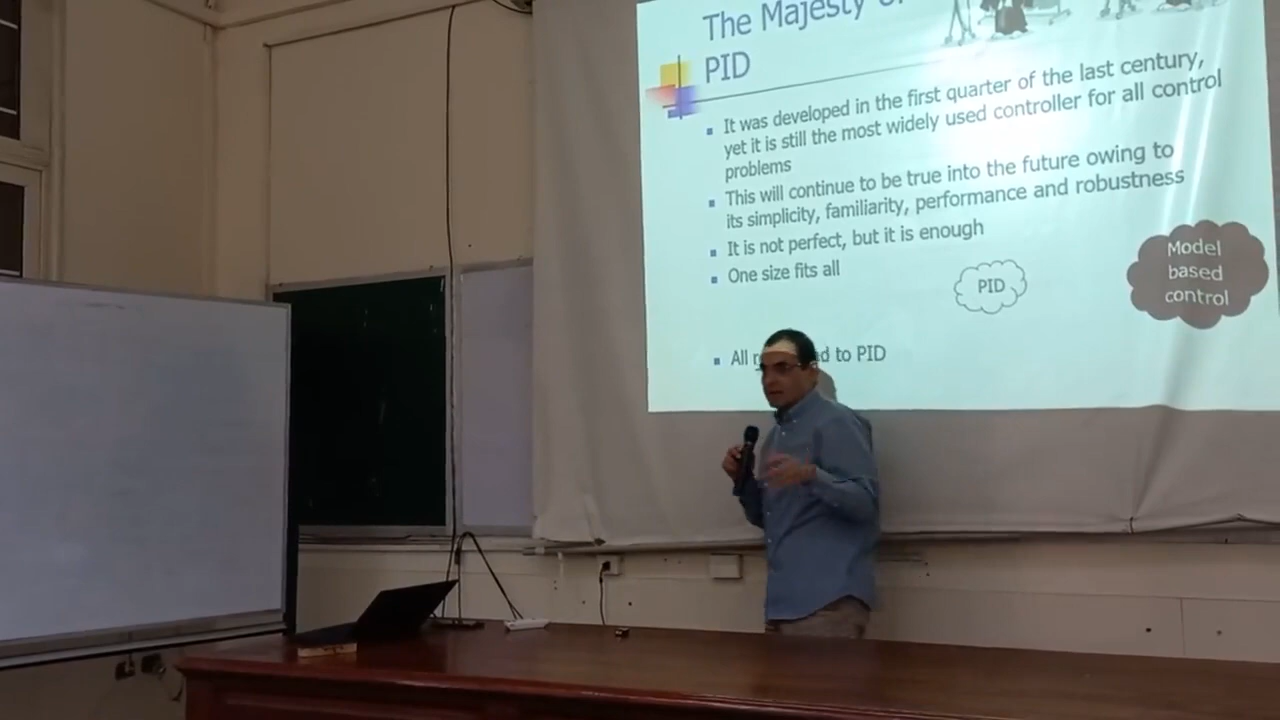 The Majesty
PID
▪ It was developed in the first quarter of the last century,
yet it is still the most widely used controller for all control
problems
▪ This will continue to be true into the future owing to
its simplicity, familiarity, performance and robustness
▪ It is not perfect, but it is enough
▪ One size fits all
PID
Model
based
control
▪ All to PID